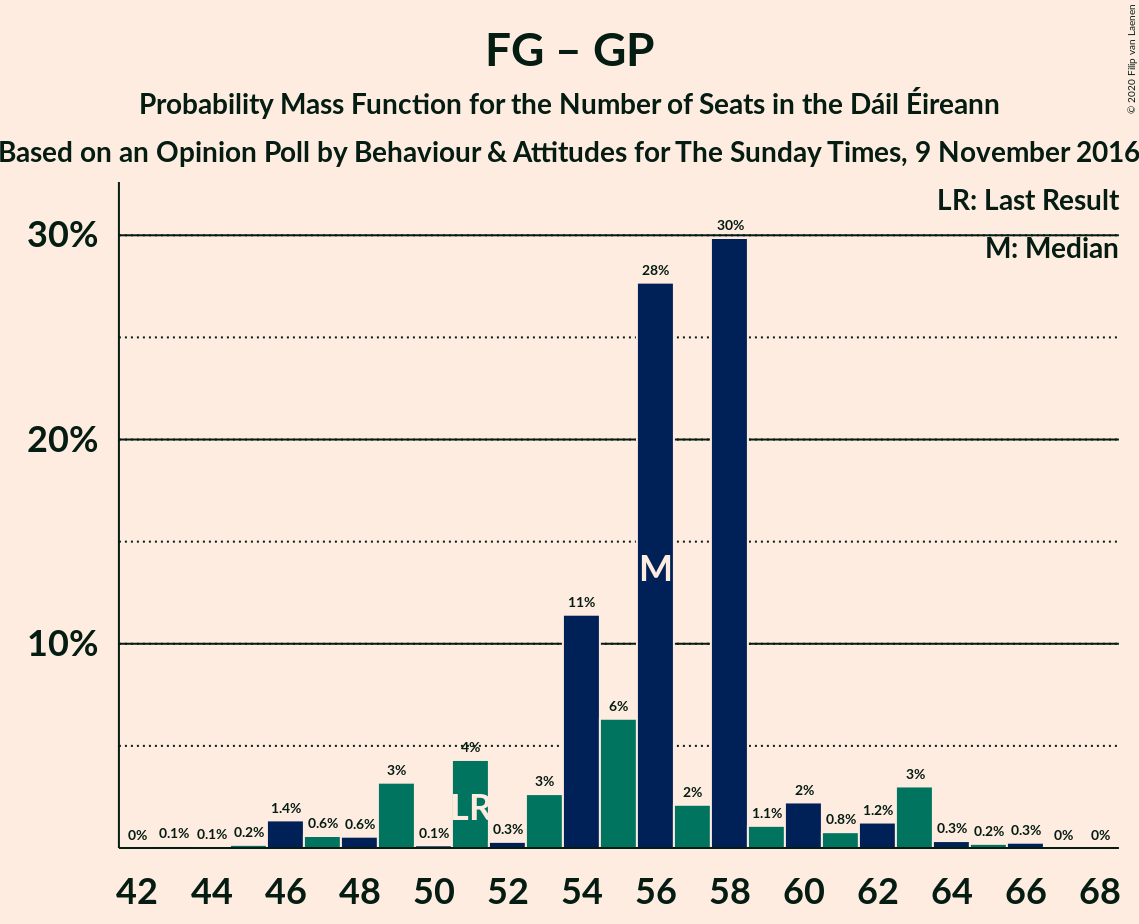 © 2020 Filip van Laenen
FG – GP
Probability Mass Function for the Number of Seats in the Dáil Éireann
Based on an Opinion Poll by Behaviour & Attitudes for The Sunday Times, 9 November 2016
LR: Last Result
M: Median
30%
20%
10%
0% 0.1% 0.1% 0.2% 1.4% 0.6% 0.6% 3% 0.1% 4% 0.3% 3% 11% 6% 28% 2% 30% 1.1% 2% 0.8% 1.2% 3% 0.3% 0.2% 0.3% 0% 0%
M
LR
42 44 46 48 50 52 54 56 58 60 62 64 66 68